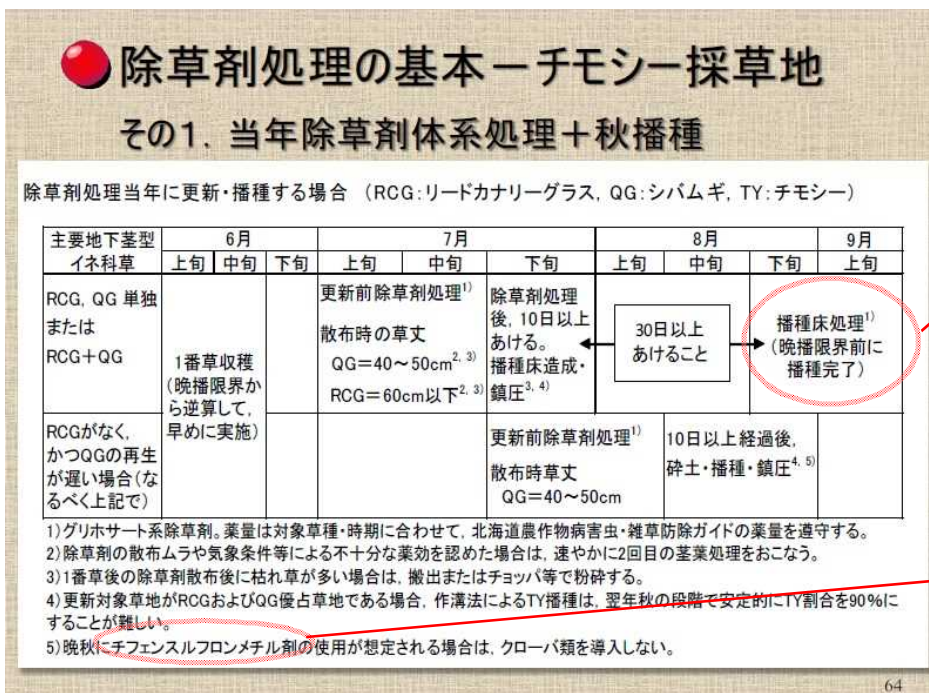 除草剤処理の基本－チモシー採草地
その1．当年除草剤体系処理＋秋播種
除草剤処理当年に更新・播種する場合 （RCG：リードカナリーグラス，QG：シバムギ，TY：チモシー）
主要地下茎型
イネ科草
6月
7月
8月
9月
上旬 中旬 下旬 上旬 中旬 下旬 上旬 中旬 下旬 上旬
RCG，QG 単独
または
RCG＋QG
1番草収穫
（晩播限界か
ら逆算して，
早めに実施）
更新前除草剤処理1)
散布時の草丈
QG＝40～50cm2, 3)
RCG＝60cm以下2, 3)
除草剤処理
後，10日以上
あける。
播種床造成・
鎮圧3, 4)
30日以上
あけること
播種床処理1)
（晩播限界前に
播種完了）
RCGがなく，
かつQGの再生
が遅い場合（な
るべく上記で）
更新前除草剤処理1)
散布時草丈
QG＝40～50cm
10日以上経過後，
砕土・播種・鎮圧4, 5)
1）グリホサート系除草剤。薬量は対象草種・時期に合わせて，北海道農作物病害虫・雑草防除ガイドの薬量を遵守する。
2）除草剤の散布ムラや気象条件等による不十分な薬効を認めた場合は，速やかに2回目の茎葉処理をおこなう。
3）1番草後の除草剤散布後に枯れ草が多い場合は，搬出またはチョッパ等で粉砕する。
4）更新対象草地がRCGおよびQG優占草地である場合，作溝法によるTY播種は，翌年秋の段階で安定的にTY割合を90％に
することが難しい。
5）晩秋にチフェンスルフロンメチル剤の使用が想定される場合は，クローバ類を導入しない。
64